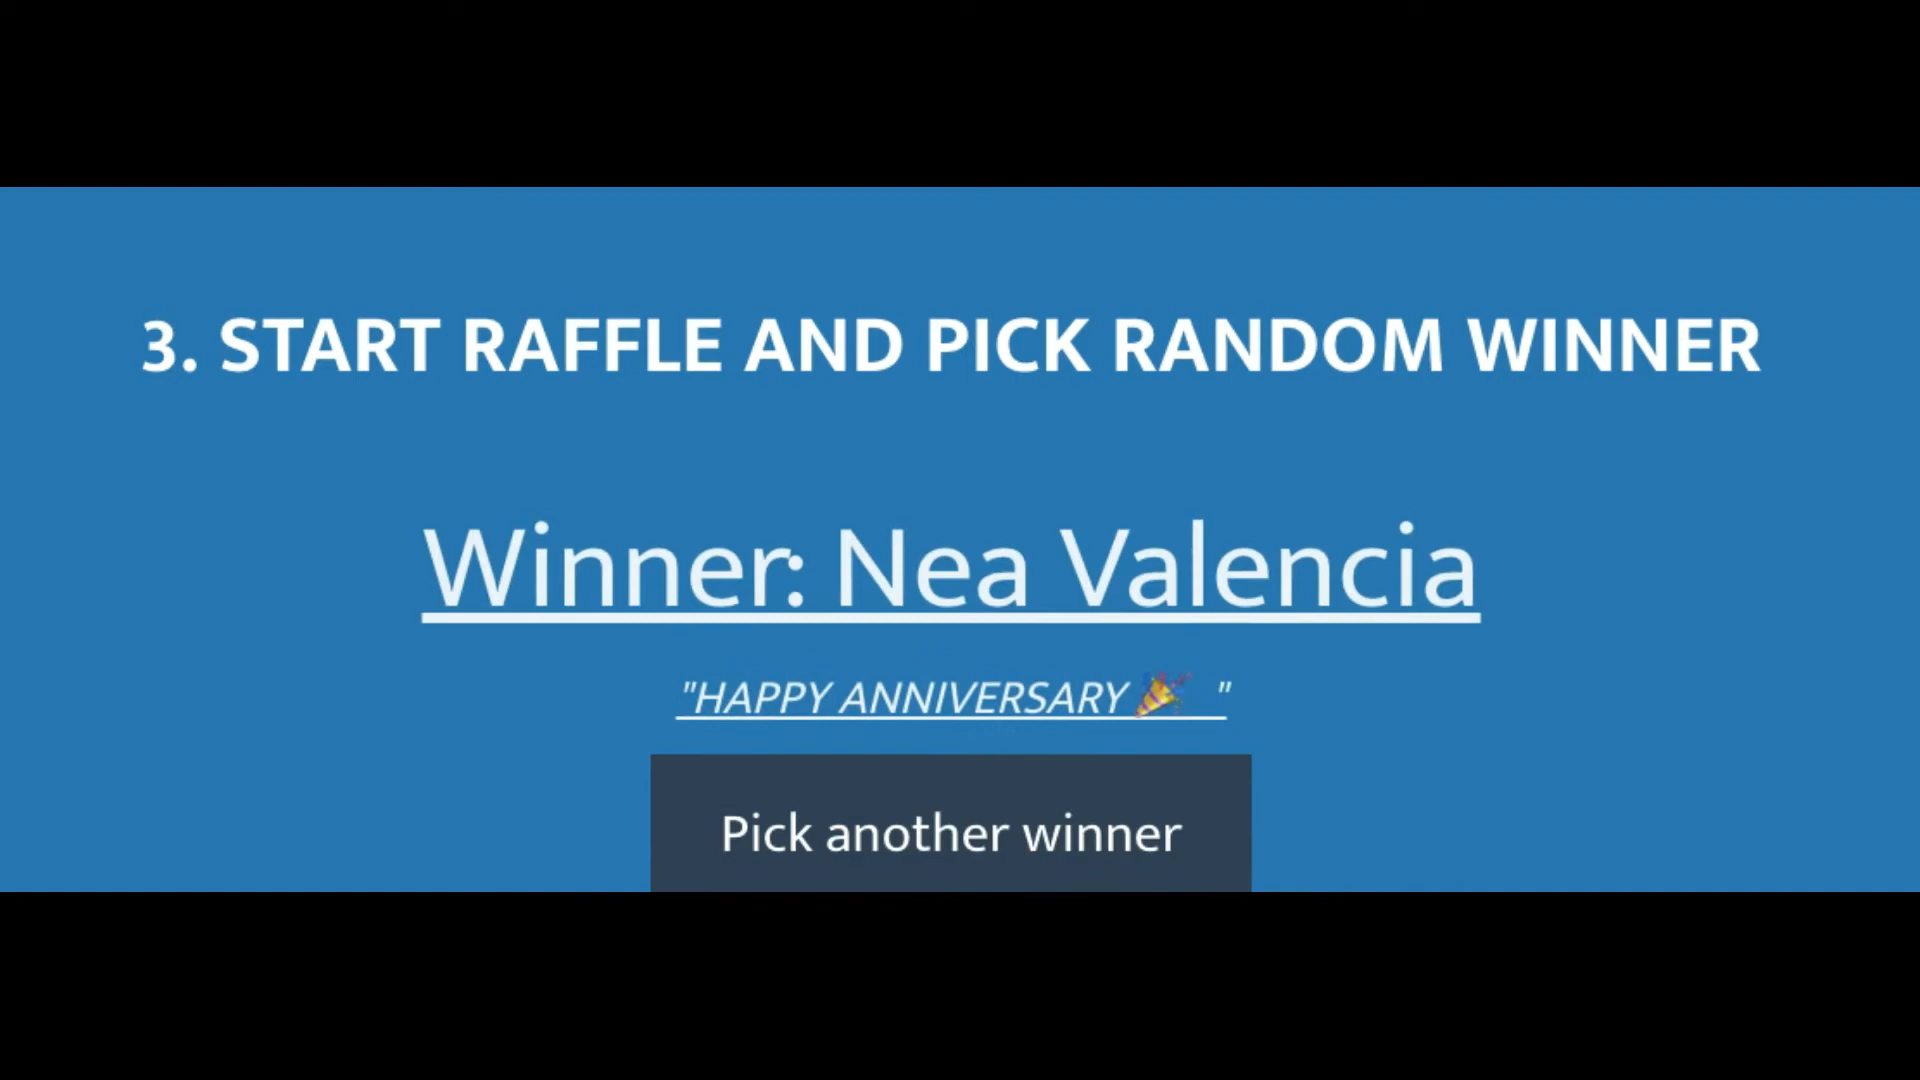 3. START RAFFLE AND PICK RANDOM WINNER
Winner: Nea Valencia
"HAPPY ANNIVERSARY 🎉 "
Pick another winner